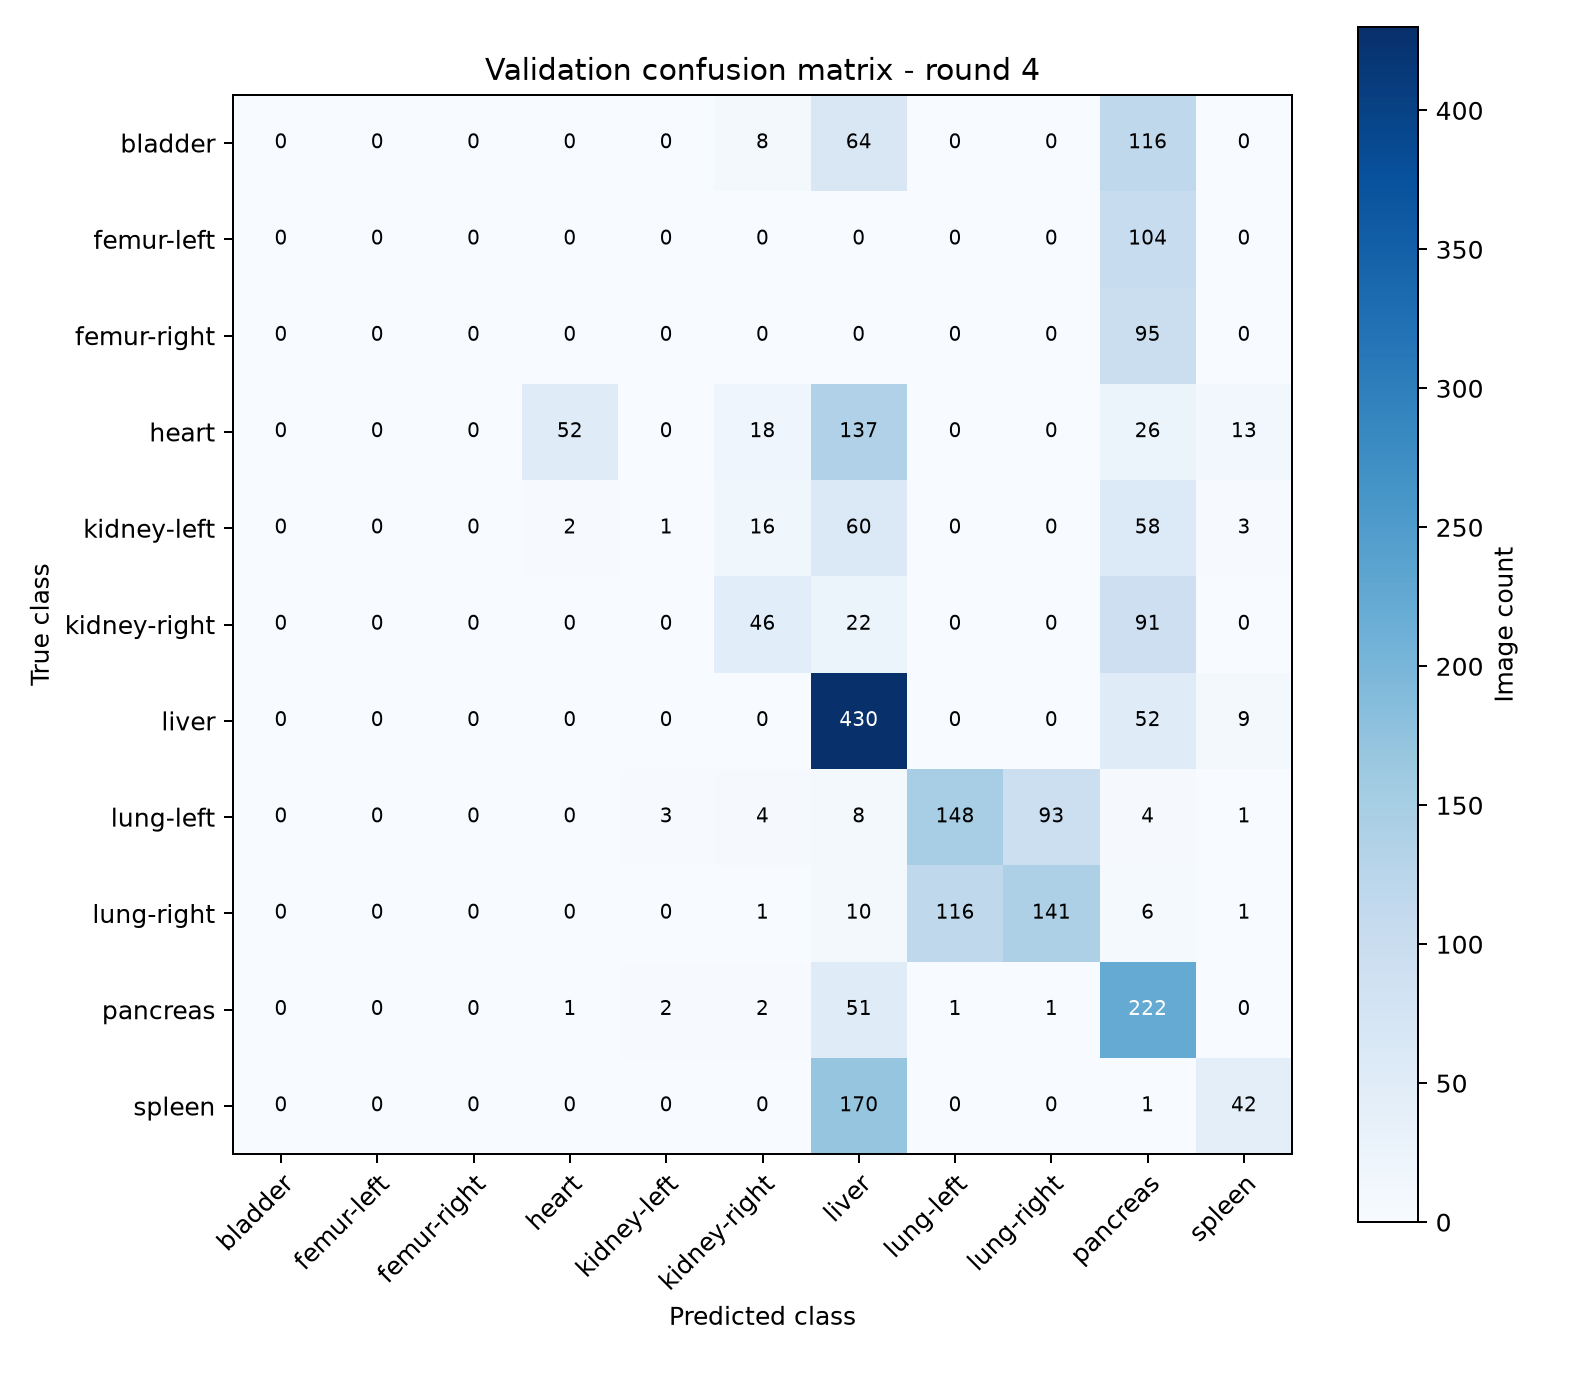 Validation confusion matrix - round 4
bladder 0 0 0 0 0 8 64 0 0 116 0
femur-left 0 0 0 0 0 0 0 0 0 104 0
femur-right 0 0 0 0 0 0 0 0 0 95 0
heart 0 0 0 52 0 18 137 0 0 26 13
kidney-left 0 0 0 2 1 16 60 0 0 58 3
kidney-right 0 0 0 0 0 46 22 0 0 91 0
liver 0 0 0 0 0 0 430 0 0 52 9
lung-left 0 0 0 0 3 4 8 148 93 4 1
lung-right 0 0 0 0 0 1 10 116 141 6 1
pancreas 0 0 0 1 2 2 51 1 1 222 0
spleen 0 0 0 0 0 0 170 0 0 1 42
bladder femur-left femur-right heart kidney-left kidney-right liver lung-left lung-right pancreas spleen
Predicted class
True class
400
350
300
250
200
150
100
50
0
Image count